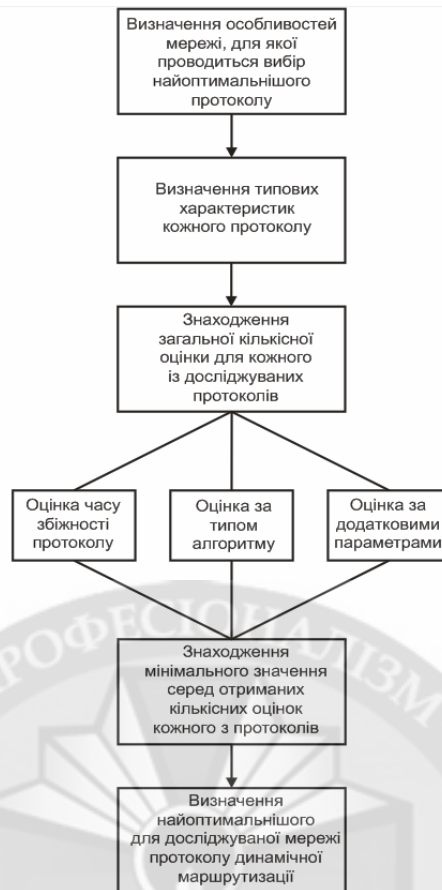 Визначення особливостей
мережі, для якої
проводиться вибір
найоптимальнішого
протоколу
Визначення типових
характеристик
кожного протоколу
Знаходження
загальної кількісної
оцінки для кожного
із досліджуваних
протоколів
Оцінка часу
збіжності
протоколу
Оцінка за
типом
алгоритму
Оцінка за
додатковими
параметрами
Знаходження
мінімального значення
серед отриманих
кількісних оцінок
кожного з протоколів
Визначення
найоптимальнішого
для досліджуваної мережі
протоколу динамічної
маршрутизації
ПРОФЕСІОНАЛІЗМ